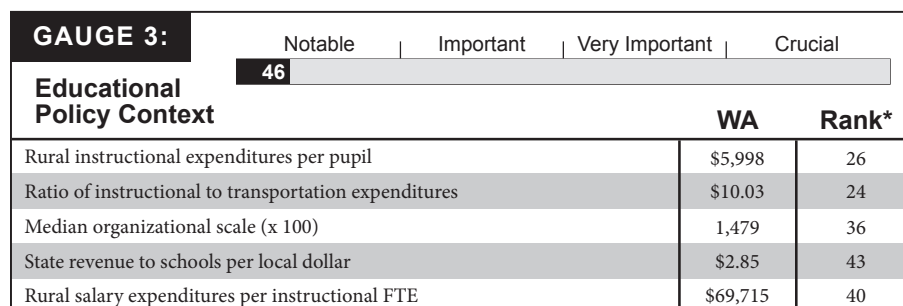 GAUGE 3:
Notable | Important | Very Important | Crucial
46
Educational
Policy Context
WA Rank*
Rural instructional expenditures per pupil $5,998 26
Ratio of instructional to transportation expenditures $10.03 24
Median organizational scale (x 100) 1,479 36
State revenue to schools per local dollar $2.85 43
Rural salary expenditures per instructional FTE $69,715 40